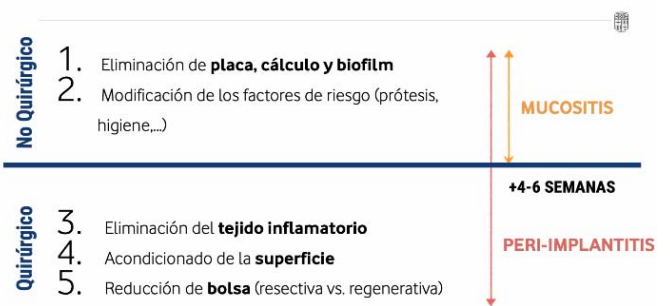 No Quirúrgico
1. Eliminación de placa, cálculo y biofilm
2. Modificación de los factores de riesgo (prótesis,
higiene,...)
MUCOSITIS
+4-6 SEMANAS
Quirúrgico
3. Eliminación del tejido inflamatorio
4. Acondicionado de la superficie
5. Reducción de bolsa (resectiva vs. regenerativa)
PERI-IMPLANTITIS